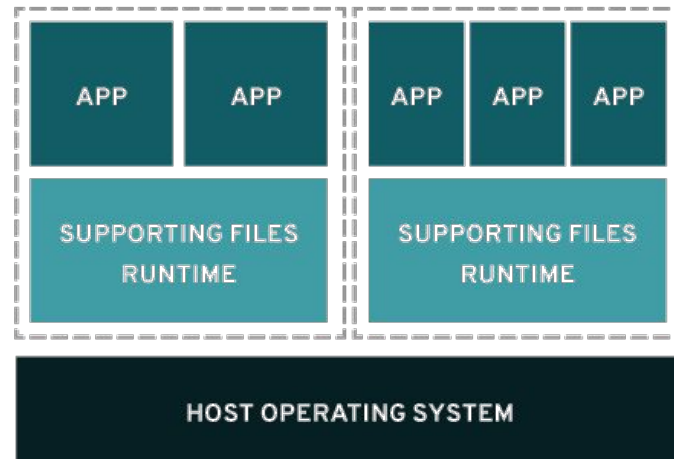 APP APP APP APP APP
SUPPORTING FILES SUPPORTING FILES
RUNTIME RUNTIME
HOST OPERATING SYSTEM